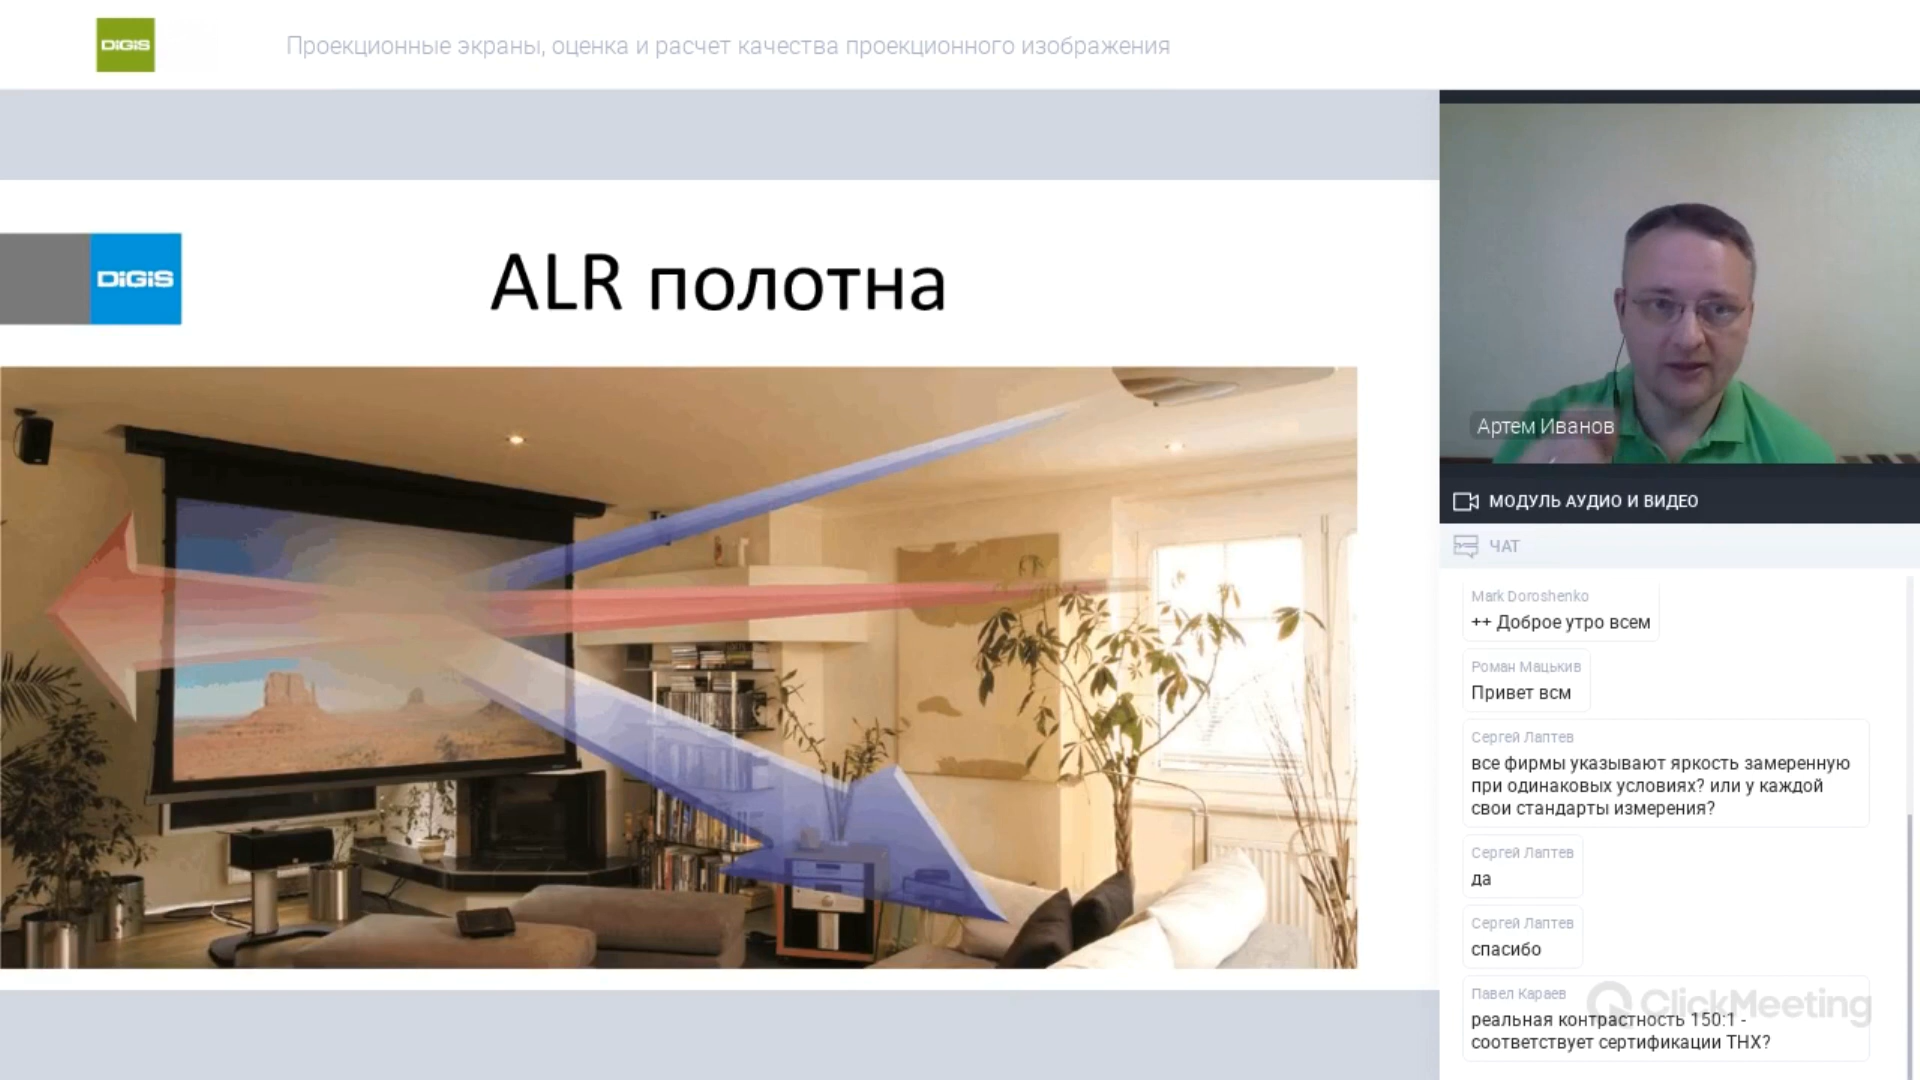 DiGiS
Проекционные экраны, оценка и расчет качества проекционного изображения
DiGiS
ALR полотна
Артем Иванов
МОДУЛЬ АУДИО И ВИДЕО
ЧАТ
Mark Doroshenko
++ Доброе утро всем
Роман Мацькив
Привет всм
Сергей Лаптев
все фирмы указывают яркость замеренную
при одинаковых условиях? или у каждой
свои стандарты измерения?
Сергей Лаптев
да
Сергей Лаптев
спасибо
Павел Караев
реальная контрастность 150:1 -
соответствует сертификации THX?
ClickMeeting